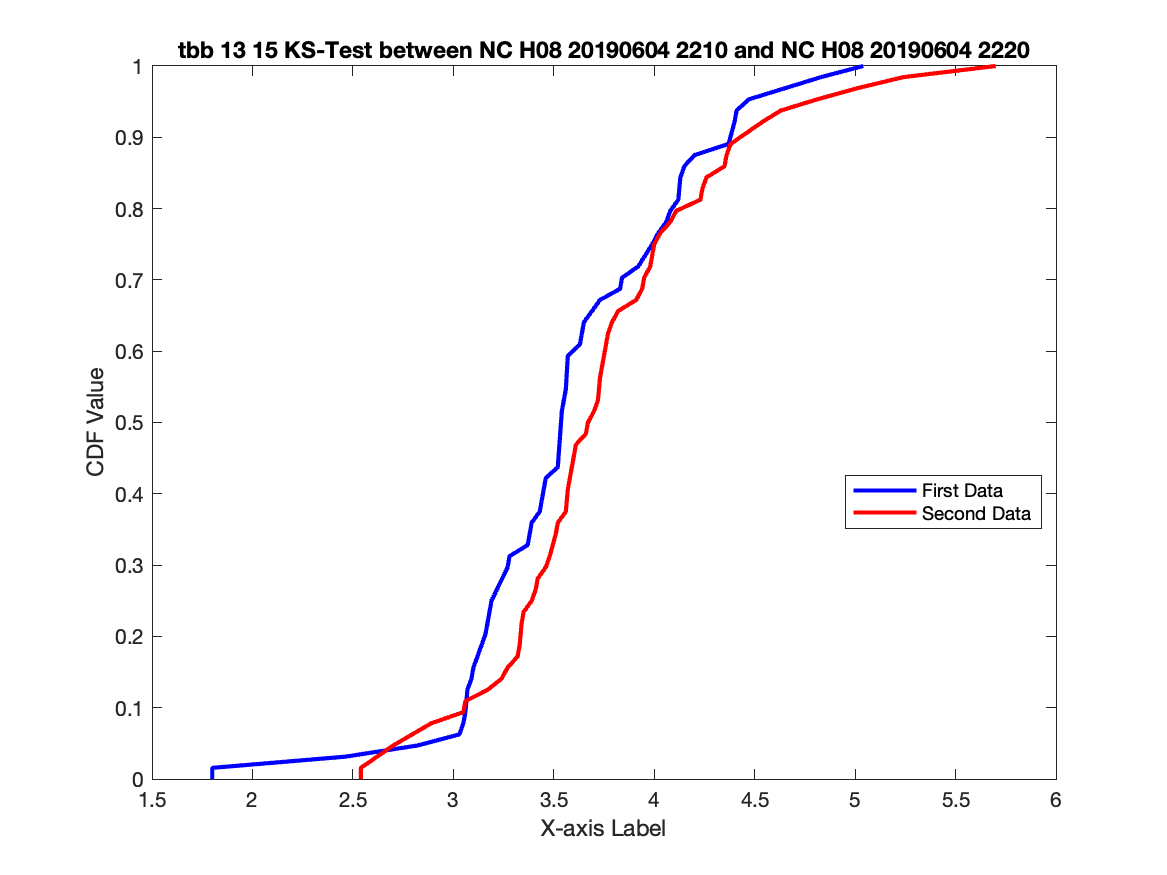 tbb 13 15 KS-Test between NC H08 20190604 2210 and NC H08 20190604 2220
1
0.9
0.8
0.7
0.6
0.5
0.4
0.3
0.2
0.1
0
CDF Value
First Data
Second Data
1.5 2 2.5 3 3.5 4 4.5 5 5.5 6
X-axis Label